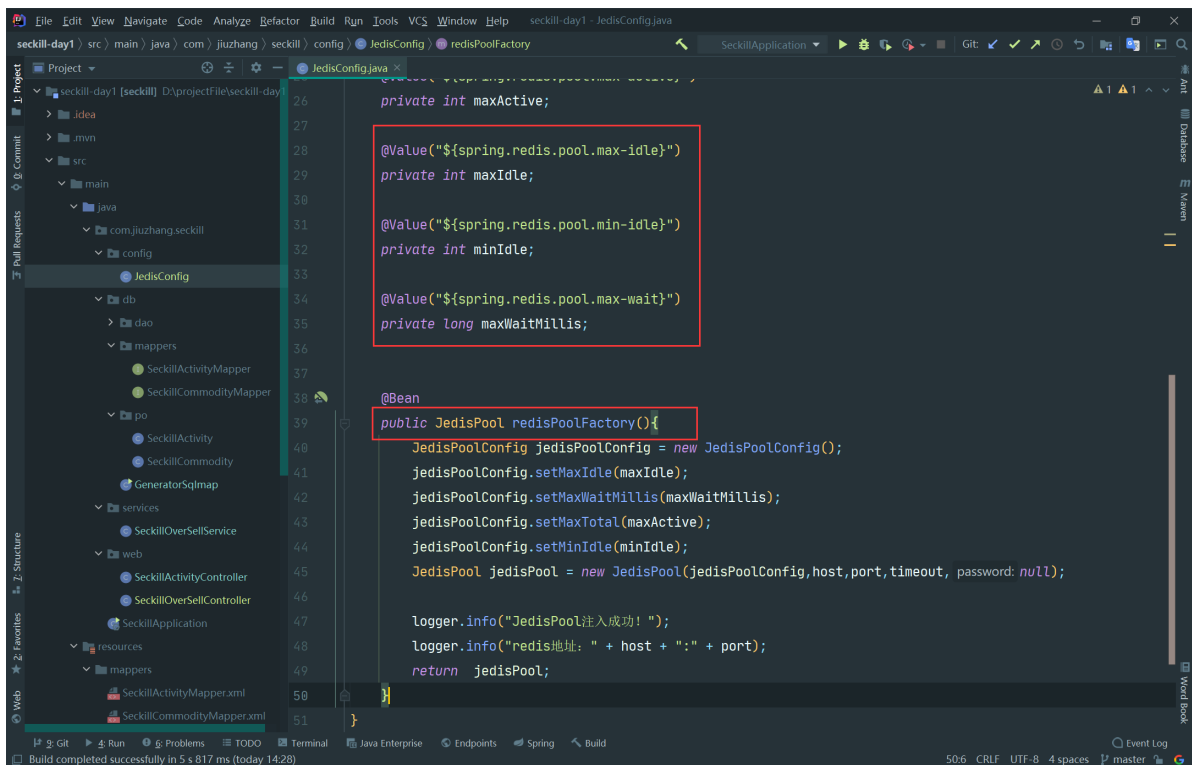 File Edit View Navigate Code Analyze Refactor Build Run Tools VCS Window Help seckill-day1 - JedisConfig.java
seckill-day1 src main java com jiuzhang seckill config JedisConfig redisPoolFactory SeckillApplication Git:
Project JedisConfig.java
seckill-day1 [seckill] D:\projectFile\seckill-day1
.idea
.mvn
src
main
java
com.jiuzhang.seckill
config
JedisConfig
db
dao
mappers
SeckillActivityMapper
SeckillCommodityMapper
po
SeckillActivity
SeckillCommodity
GeneratorSqlmap
services
SeckillOverSellService
web
SeckillActivityController
SeckillOverSellController
SeckillApplication
resources
mappers
SeckillActivityMapper.xml
SeckillCommodityMapper.xml
1: Project
0: Commit
Pull Requests
7: Structure
2: Favorites
Web
26 private int maxActive;
27
28 @Value("${spring.redis.pool.max-idle}")
29 private int maxIdle;
30
31 @Value("${spring.redis.pool.min-idle}")
32 private int minIdle;
33
34 @Value("${spring.redis.pool.max-wait}")
35 private long maxWaitMillis;
36
37
38 @Bean
39 public JedisPool redisPoolFactory(){
40 JedisPoolConfig jedisPoolConfig = new JedisPoolConfig();
41 jedisPoolConfig.setMaxIdle(maxIdle);
42 jedisPoolConfig.setMaxWaitMillis(maxWaitMillis);
43 jedisPoolConfig.setMaxTotal(maxActive);
44 jedisPoolConfig.setMinIdle(minIdle);
45 JedisPool jedisPool = new JedisPool(jedisPoolConfig,host,port,timeout, password: null);
46
47 logger.info("JedisPool注入成功！");
48 logger.info("redis地址：" + host + ":" + port);
49 return jedisPool;
50 }
51 }
1 1
Ant
Database
Maven
Word Book
9: Git 4: Run 6: Problems TODO Terminal Java Enterprise Endpoints Spring Build Event Log
Build completed successfully in 5 s 817 ms (today 14:28) 50:6 CRLF UTF-8 4 spaces master